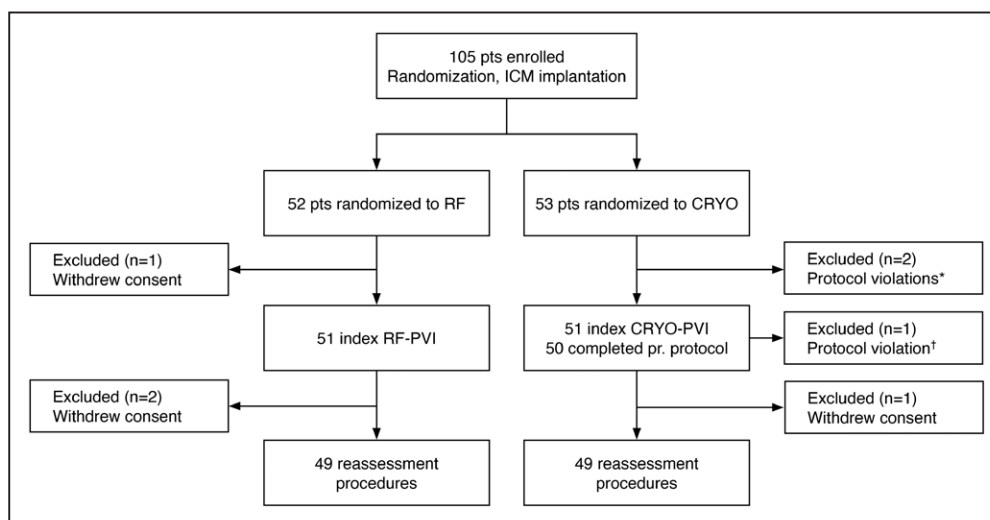 105 pts enrolled
Randomization, ICM implantation
52 pts randomized to RF
53 pts randomized to CRYO
Excluded (n=1)
Withdrew consent
Excluded (n=2)
Protocol violations*
51 index RF-PVI
51 index CRYO-PVI
50 completed pr. protocol
Excluded (n=1)
Protocol violation†
Excluded (n=2)
Withdrew consent
Excluded (n=1)
Withdrew consent
49 reassessment
procedures
49 reassessment
procedures